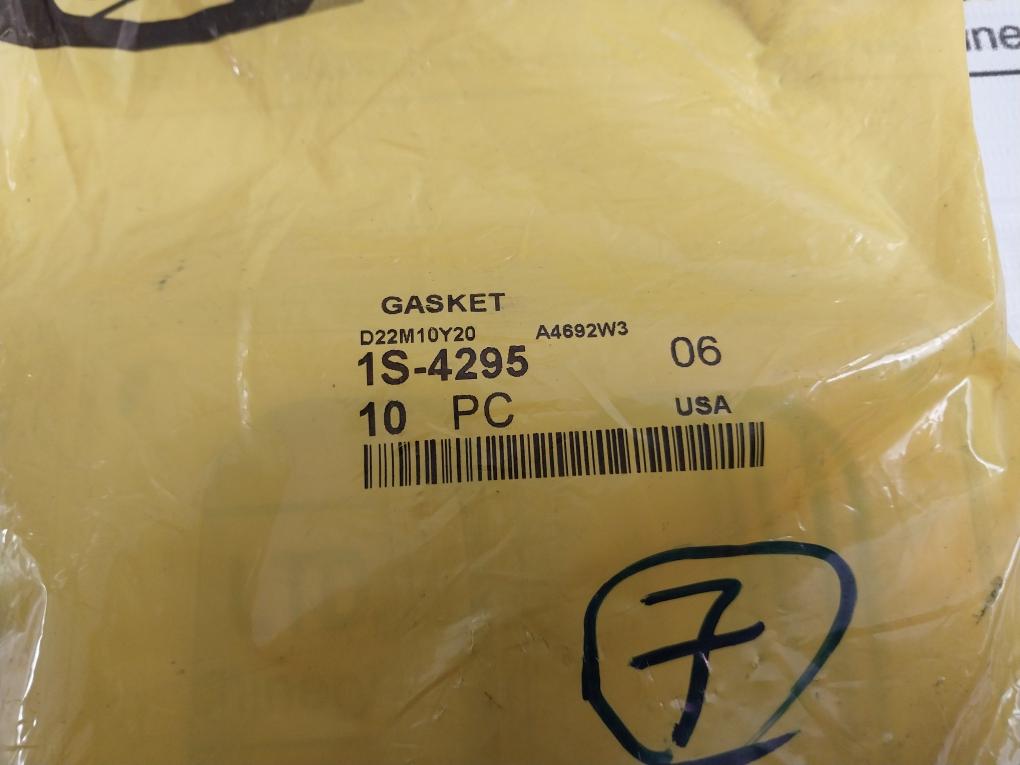 GASKET
D22M10Y20 A4692W3
1S-4295 06
10 PC USA
7